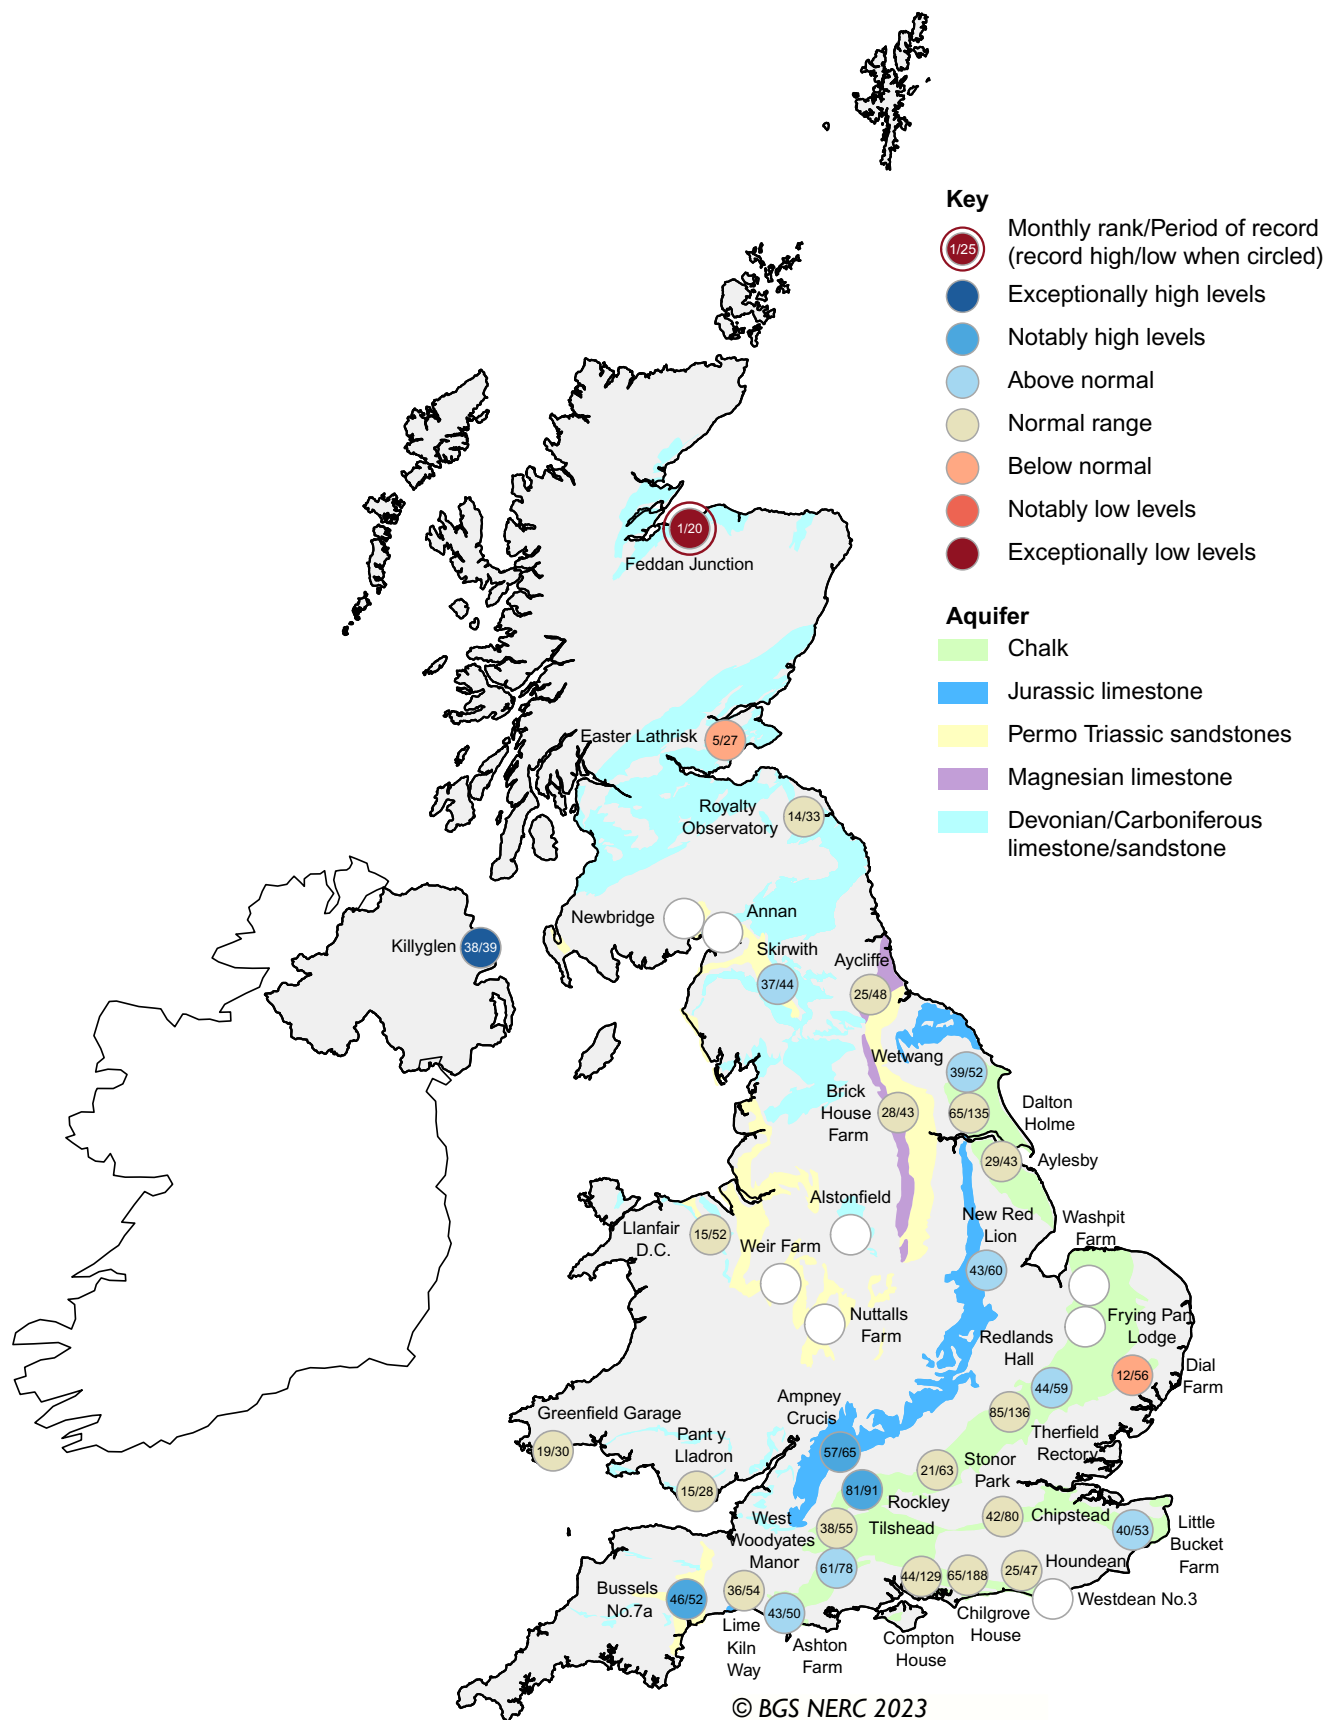 Key
1/25
Monthly rank/Period of record
(record high/low when circled)
Exceptionally high levels
Notably high levels
Above normal
Normal range
Below normal
Notably low levels
Exceptionally low levels
Aquifer
Chalk
Jurassic limestone
Permo Triassic sandstones
Magnesian limestone
Devonian/Carboniferous
limestone/sandstone
1/20
Feddan Junction
Easter Lathrisk
5/27
Royalty
Observatory
14/33
Newbridge
Annan
Killyglen
38/39
Skirwith
37/44
Aycliffe
25/48
Wetwang
39/52
Brick
House
Farm
28/43
65/135
Dalton
Holme
29/43
Aylesby
Alstonfield
Llanfair
D.C.
15/52
Weir Farm
New Red
Lion
43/60
Washpit
Farm
Nuttalls
Farm
Frying Pan
Lodge
Redlands
Hall
44/59
12/56
Dial
Farm
Ampney
Crucis
57/65
85/136
Therfield
Rectory
Greenfield Garage
19/30
Pant y
Lladron
15/28
21/63
Stonor
Park
81/91
Rockley
West
Woodyates
Manor
38/55
Tilshead
42/80
Chipstead
40/53
Little
Bucket
Farm
61/78
44/129
65/188
25/47
Houndean
Westdean No.3
Bussels
No.7a
46/52
36/54
Lime
Kiln
Way
43/50
Ashton
Farm
Compton
House
Chilgrove
House
© BGS NERC 2023